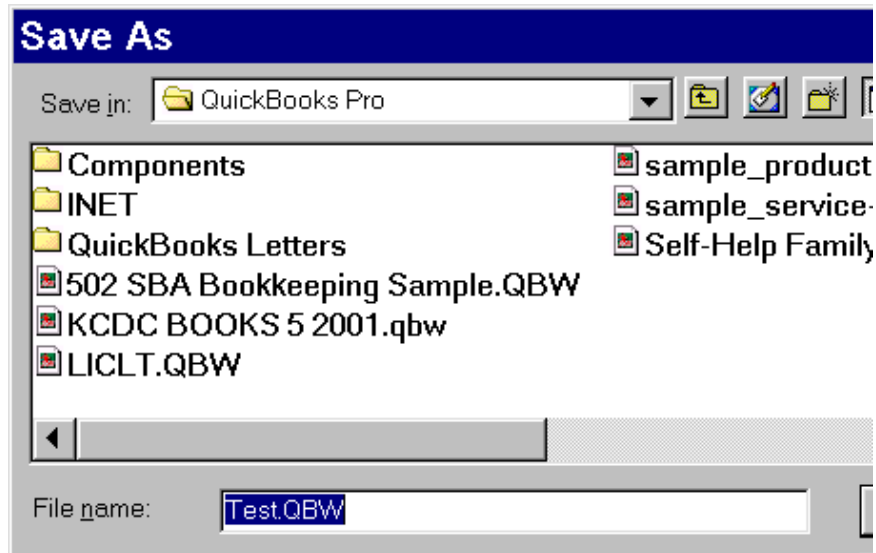 Save As
Save in: QuickBooks Pro
Components
INET
QuickBooks Letters
502 SBA Bookkeeping Sample.QBW
KCDC BOOKS 5 2001.qbw
LICLT.QBW
sample_product
sample_service-
Self-Help Family
File name: Test.QBW